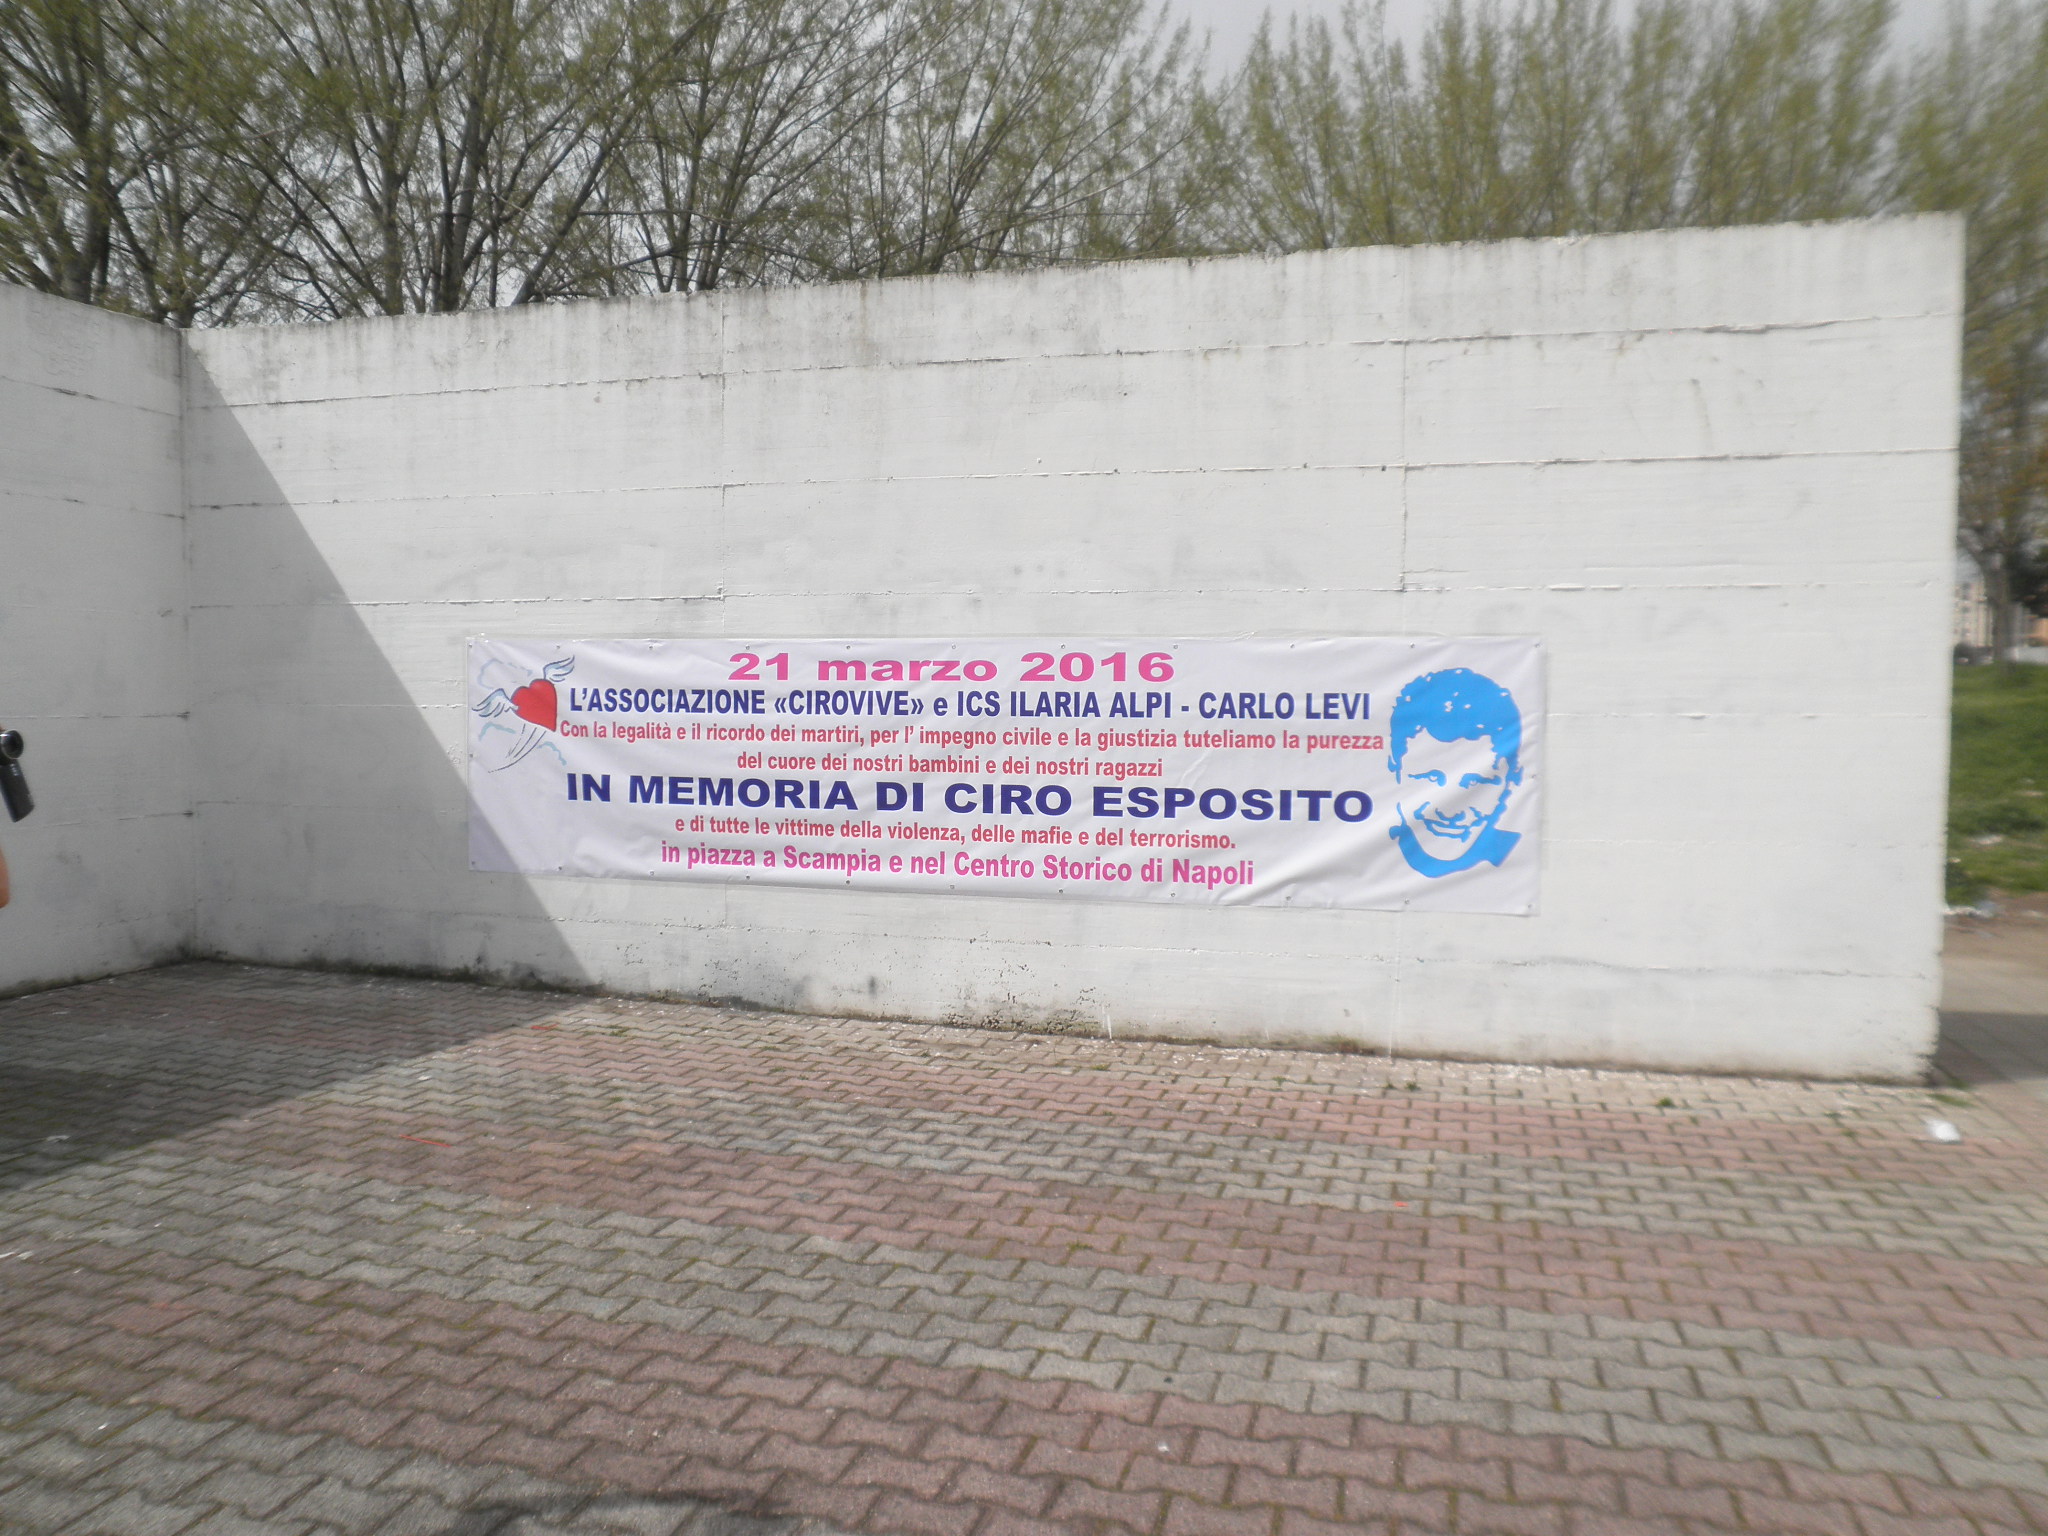 21 marzo 2016
L'ASSOCIAZIONE «CIROVIVE» e ICS ILARIA ALPI - CARLO LEVI
Con la legalità e il ricordo dei martiri, per l' impegno civile e la giustizia tuteliamo la purezza
del cuore dei nostri bambini e dei nostri ragazzi
IN MEMORIA DI CIRO ESPOSITO
e di tutte le vittime della violenza, delle mafie e del terrorismo.
in piazza a Scampia e nel Centro Storico di Napoli